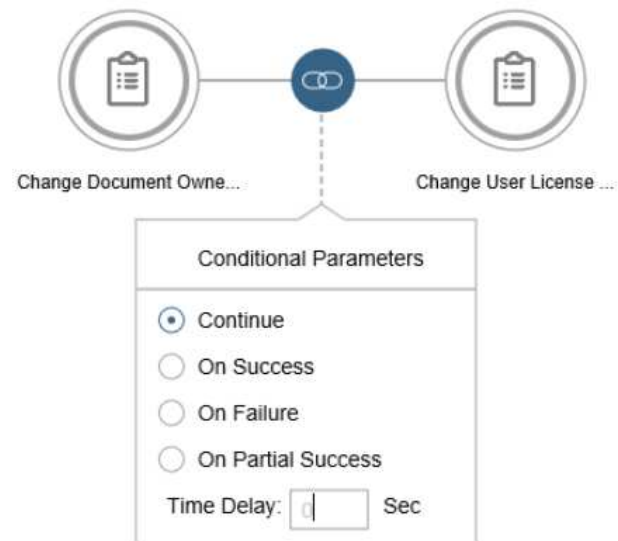 Change Document Owne...
Change User License ...
Conditional Parameters
Continue
On Success
On Failure
On Partial Success
Time Delay: 0 Sec